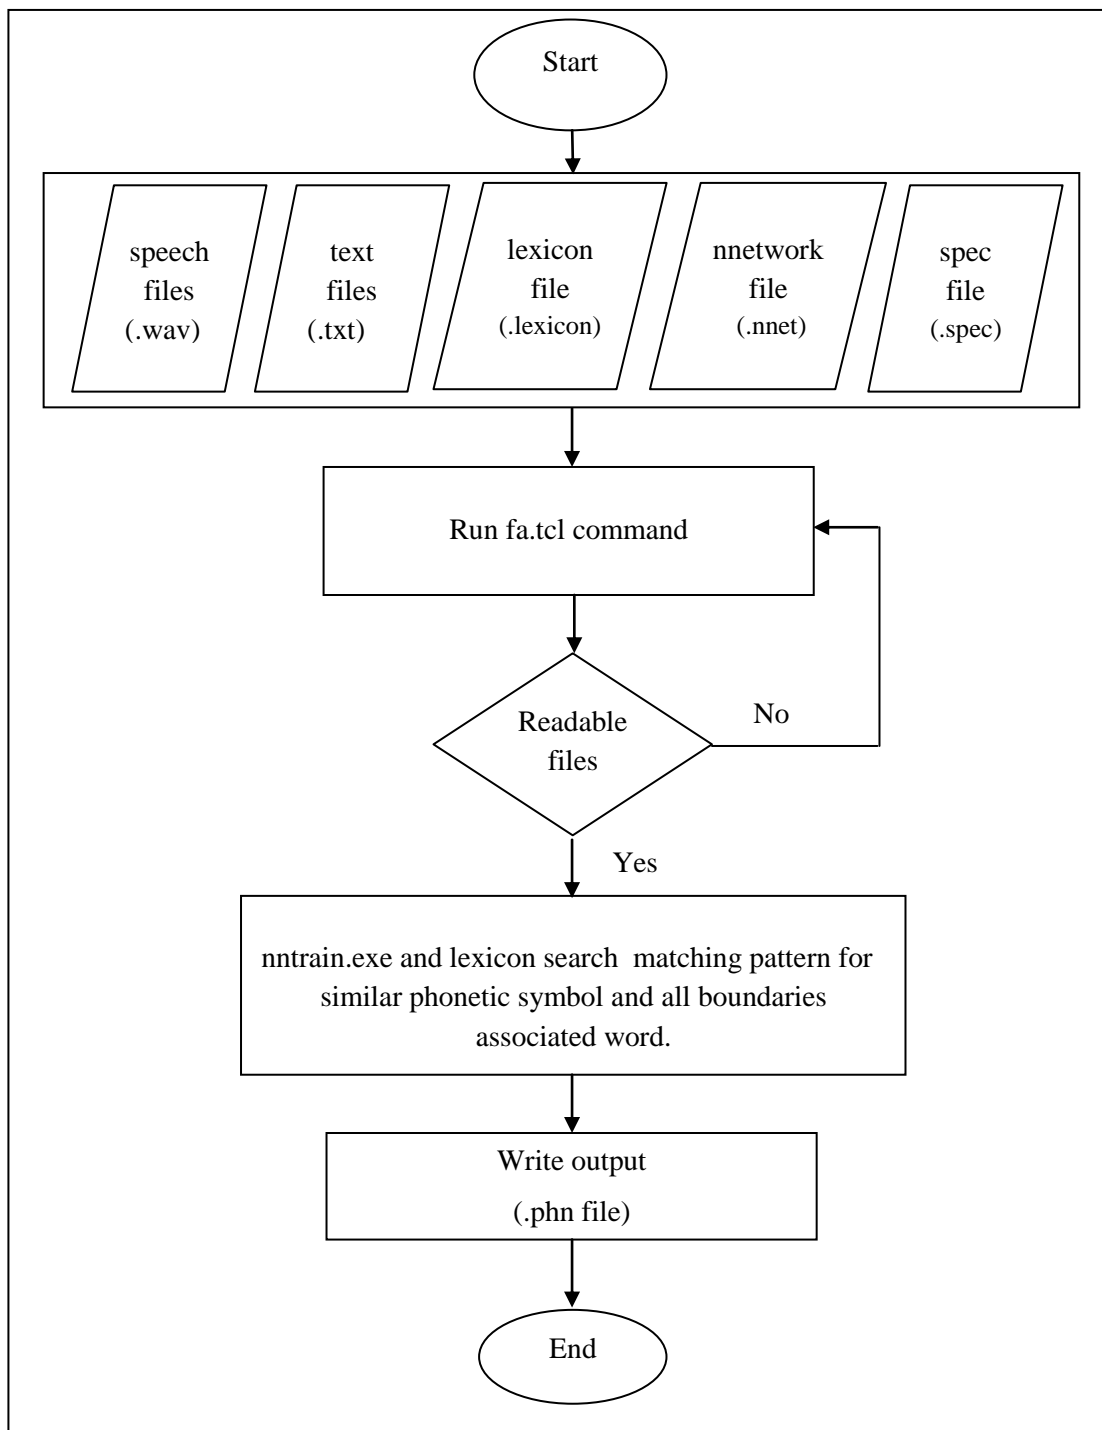 Start
speech
files
(.wav)
text
files
(.txt)
lexicon
file
(.lexicon)
nnetwork
file
(.nnet)
spec
file
(.spec)
Run fa.tcl command
Readable
files
No
Yes
nntrain.exe and lexicon search  matching pattern for
similar phonetic symbol and all boundaries
associated word.
Write output
(.phn file)
End